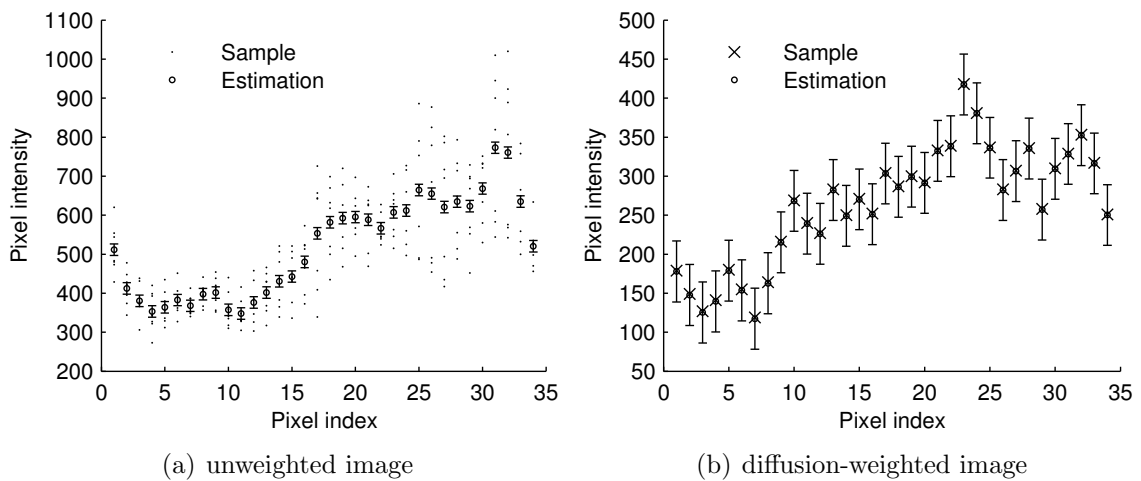 1100
1000
900
800
700
600
500
400
300
200
0 5 10 15 20 25 30 35
Pixel intensity
Pixel index
Sample
Estimation
(a) unweighted image
500
450
400
350
300
250
200
150
100
50
0 5 10 15 20 25 30 35
Pixel intensity
Pixel index
Sample
Estimation
(b) diffusion-weighted image